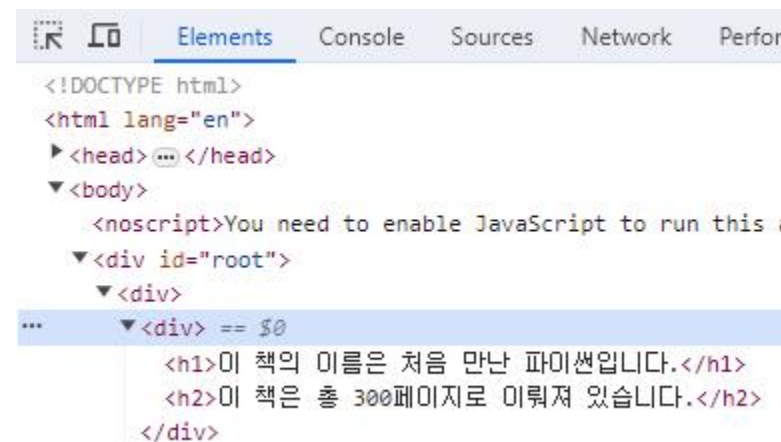 Elements Console Sources Network Perfor
<!DOCTYPE html>
<html lang="en">
<head> ... </head>
<body>
<noscript>You need to enable JavaScript to run this a
<div id="root">
<div>
... <div> == $0
<h1>이 책의 이름은 처음 만난 파이썬입니다.</h1>
<h2>이 책은 총 300페이지로 이뤄져 있습니다.</h2>
</div>